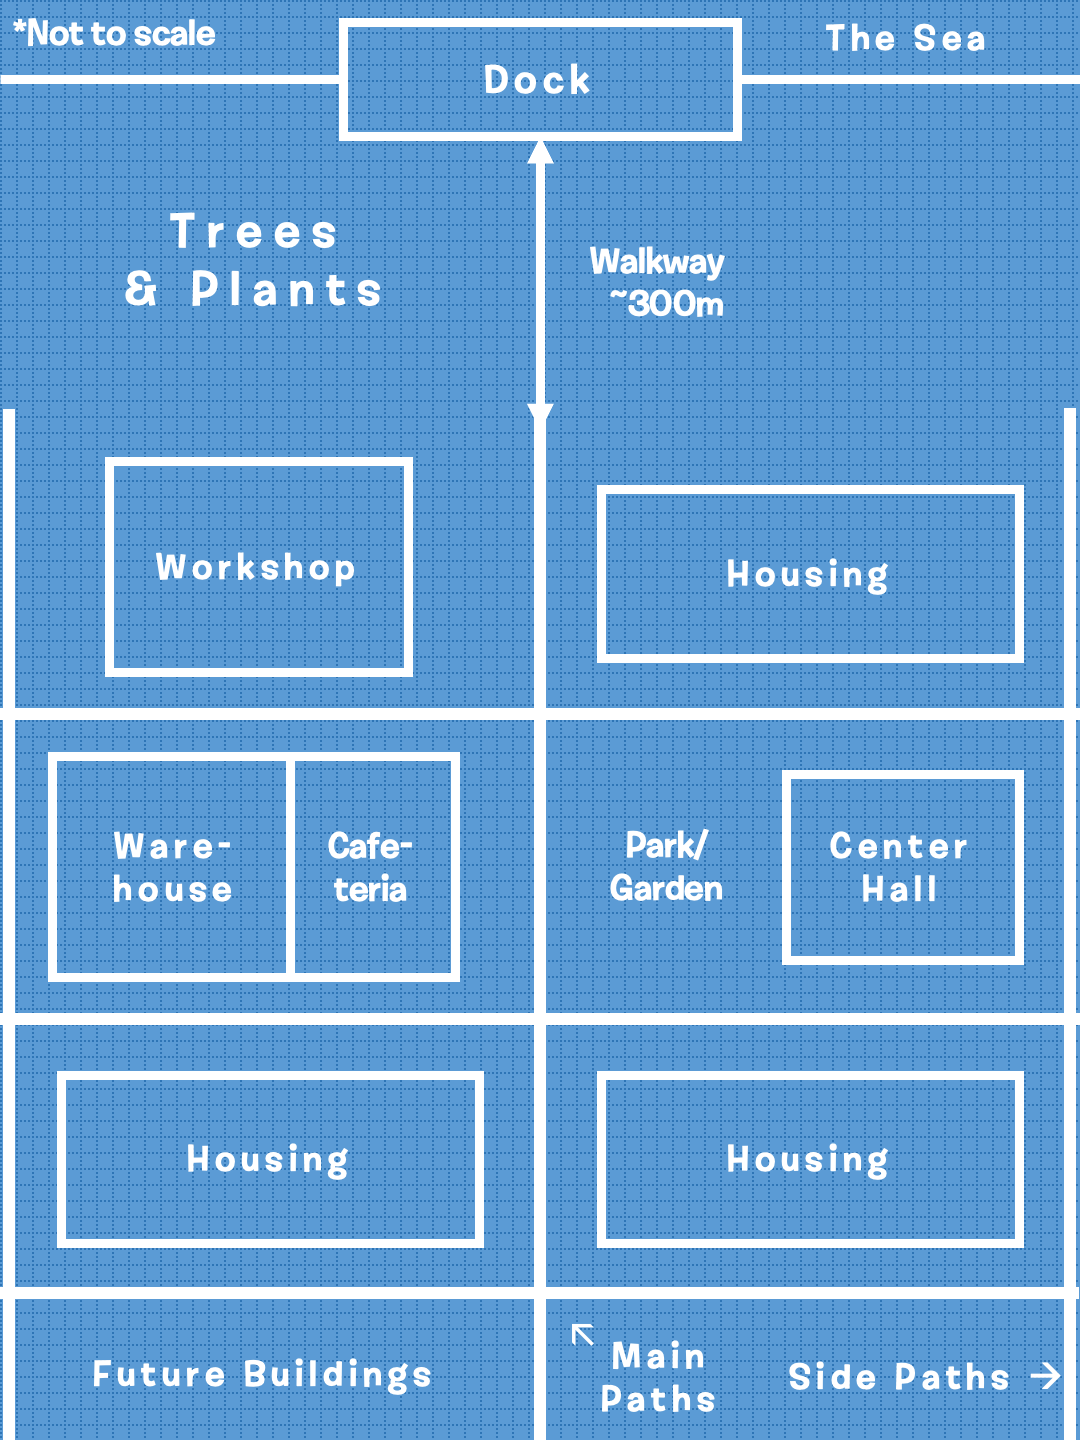 *Not to scale
The Sea
Dock
Trees
& Plants
Walkway
~300m
Workshop
Housing
Ware-
house
Cafe-
teria
Park/
Garden
Center
Hall
Housing
Housing
Future Buildings
↖ Main
Paths
Side Paths →